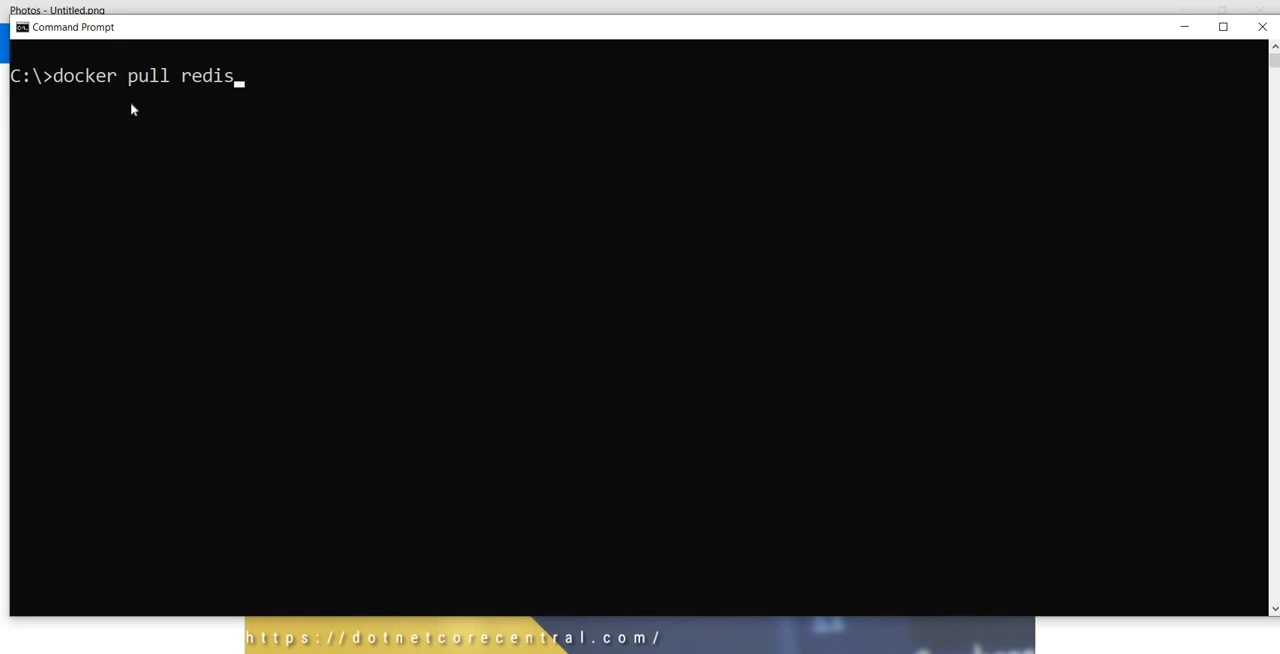 Photos - Untitled.png
Command Prompt
C:\>docker pull redis
https://dotnetcorecentral.com/